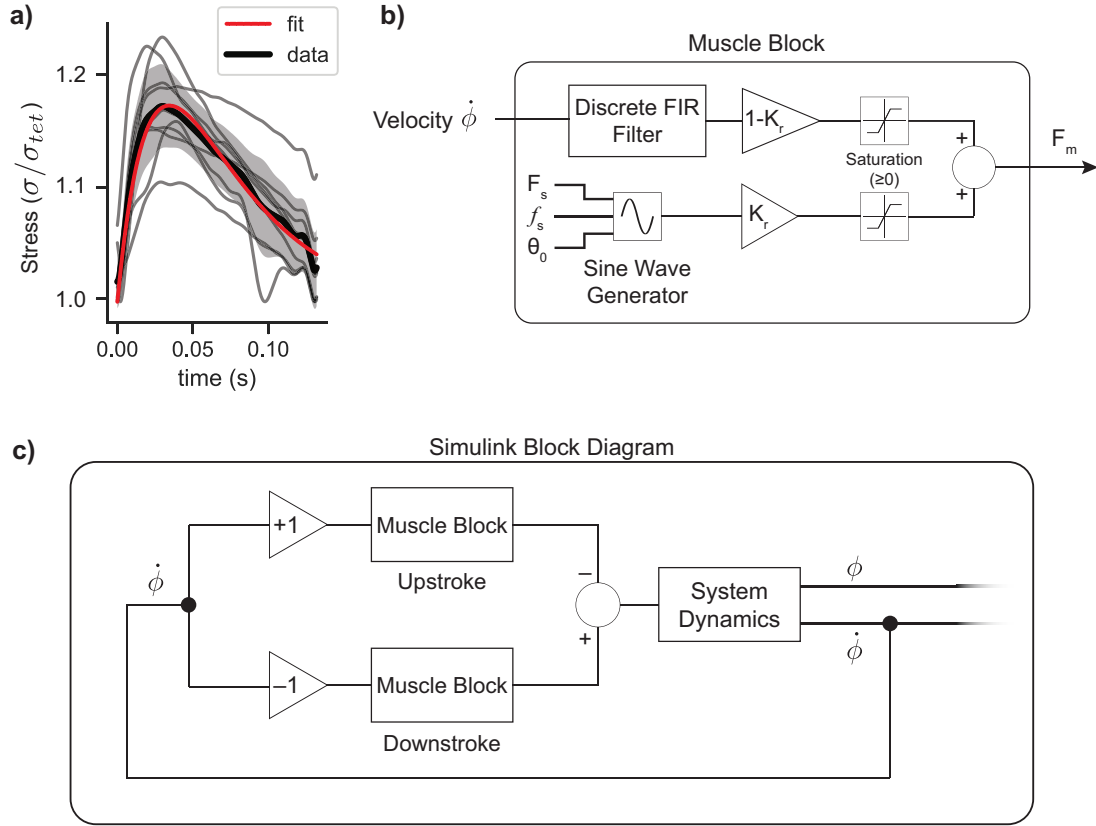 a)
fit
data
1.2
1.1
1.0
Stress (σ/σ_tet)
0.00 0.05 0.10
time (s)
b)
Muscle Block
Velocity ϕ̇
Discrete FIR
Filter
1-K_r
Saturation
(≥0)
+
+
F_m
F_s
f_s
θ_0
Sine Wave
Generator
K_r
c)
Simulink Block Diagram
ϕ̇
+1
Muscle Block
Upstroke
−1
Muscle Block
Downstroke
−
+
System
Dynamics
ϕ
ϕ̇